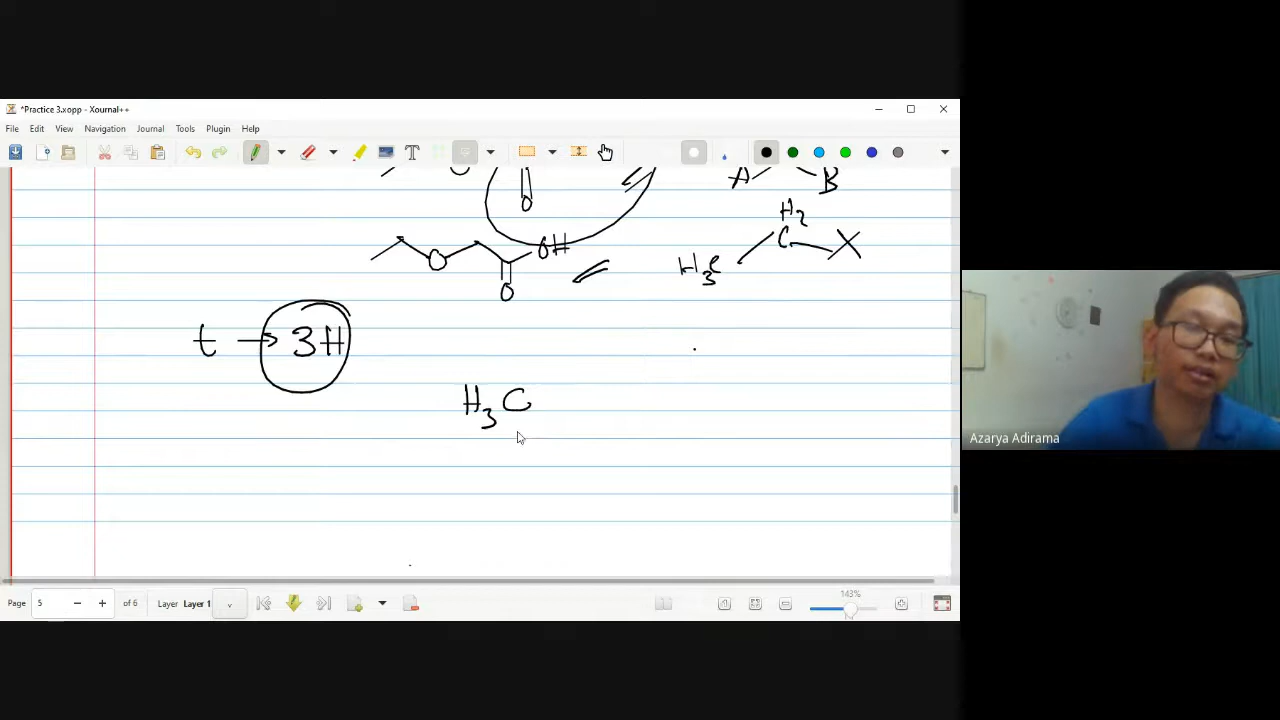 *Practice 3.xopp - Xournal++
File Edit View Navigation Journal Tools Plugin Help
A B
O
H2
C X
H3C
O OH
O
t → 3H
H3C
Azarya Adirama
Page 5 of 6 Layer Layer 1 143%